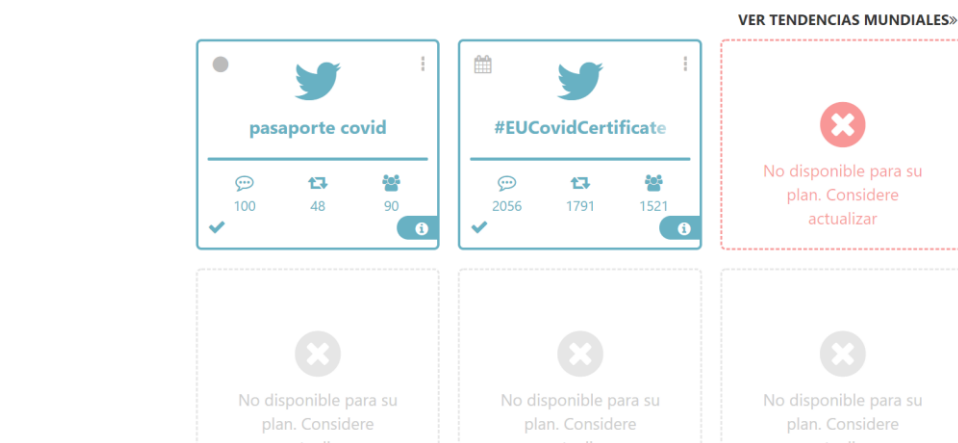 VER TENDENCIAS MUNDIALES»
pasaporte covid
#EUCovidCertificate
No disponible para su
plan. Considere
actualizar
100 48 90
2056 1791 1521
No disponible para su
plan. Considere
No disponible para su
plan. Considere
No disponible para su
plan. Considere